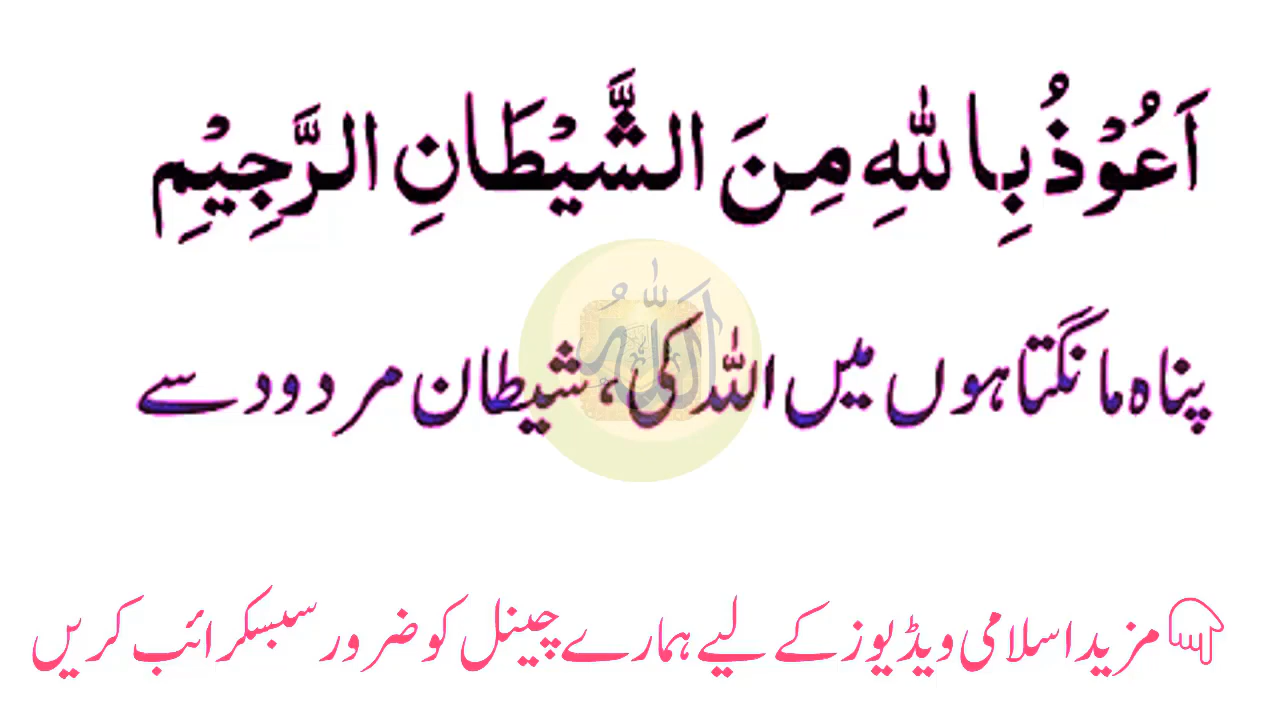 اَعُوْذُ بِاللّٰهِ مِنَ الشَّيْطَانِ الرَّجِيْمِ
اَللّٰهُ
پناہ مانگتا ہوں میں اللہ کی، شیطان مردود سے
مزید اسلامی ویڈیوز کے لیے ہمارے چینل کو ضرور سبسکرائب کریں